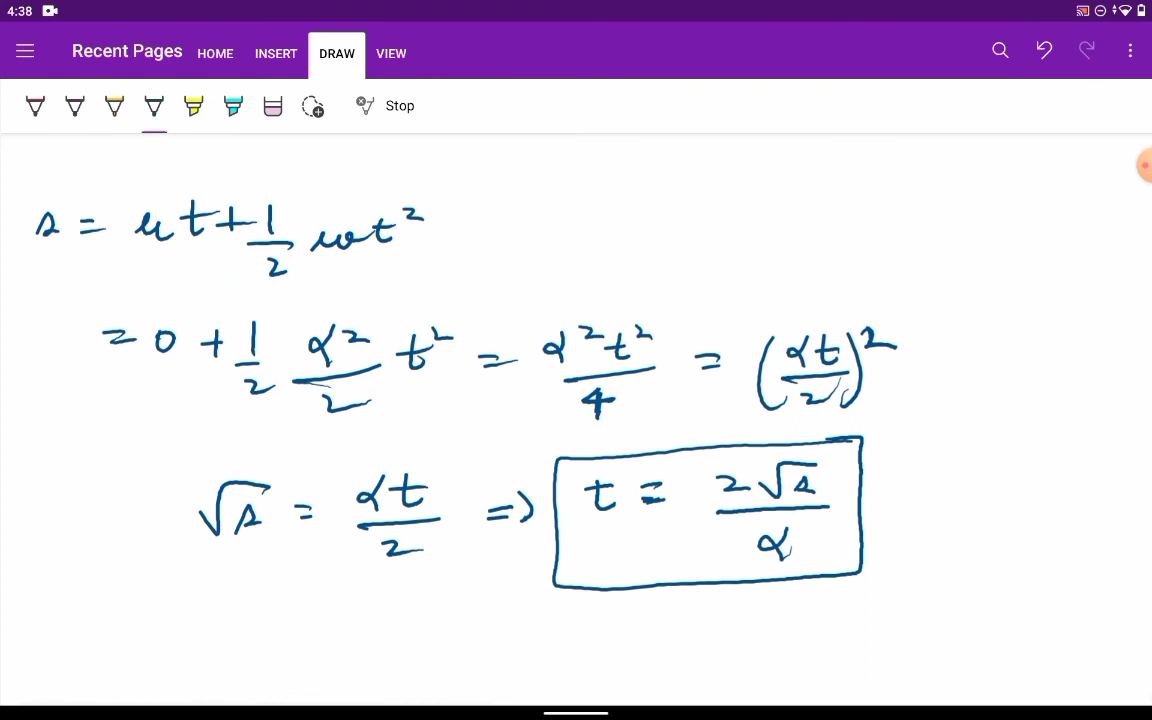 4:38
Recent Pages HOME INSERT DRAW VIEW
Stop
s = ut + 1/2 wt²
= 0 + 1/2 α²/2 t² = α²t²/4 = (αt/2)²
√s = αt/2 => t = 2√s/α